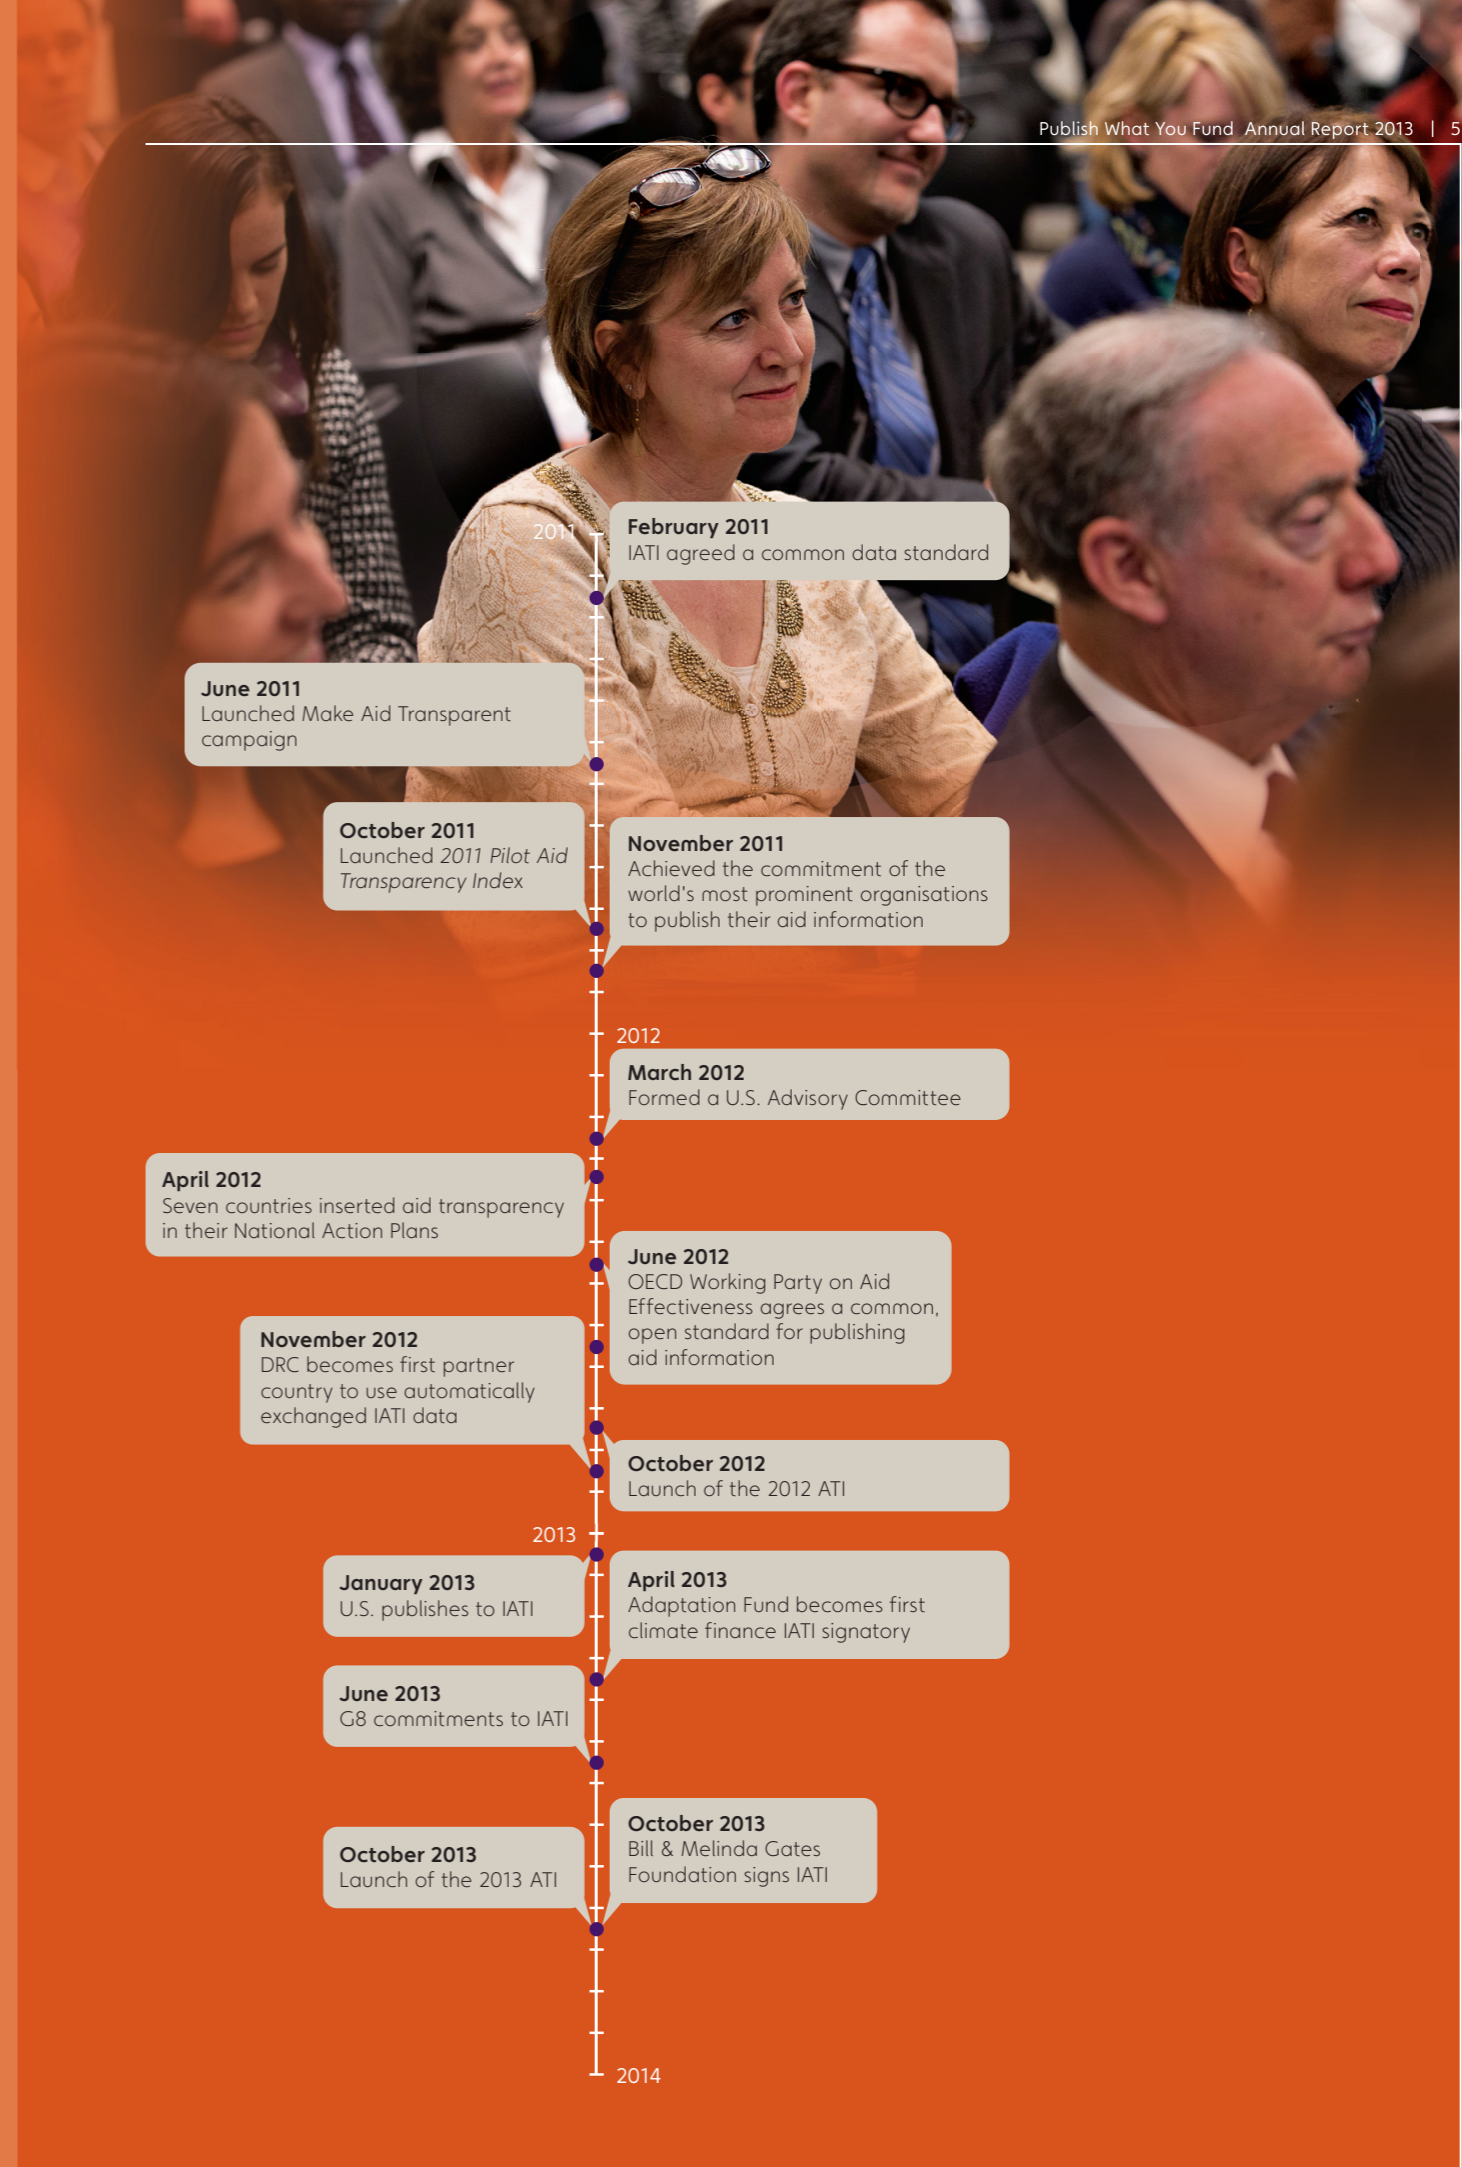 Publish What You Fund Annual Report 2013 | 5
2011
February 2011
IATI agreed a common data standard
June 2011
Launched Make Aid Transparent
campaign
October 2011
Launched 2011 Pilot Aid
Transparency Index
November 2011
Achieved the commitment of the
world's most prominent organisations
to publish their aid information
2012
March 2012
Formed a U.S. Advisory Committee
April 2012
Seven countries inserted aid transparency
in their National Action Plans
June 2012
OECD Working Party on Aid
Effectiveness agrees a common,
open standard for publishing
aid information
November 2012
DRC becomes first partner
country to use automatically
exchanged IATI data
October 2012
Launch of the 2012 ATI
2013
January 2013
U.S. publishes to IATI
April 2013
Adaptation Fund becomes first
climate finance IATI signatory
June 2013
G8 commitments to IATI
October 2013
Bill & Melinda Gates
Foundation signs IATI
October 2013
Launch of the 2013 ATI
2014